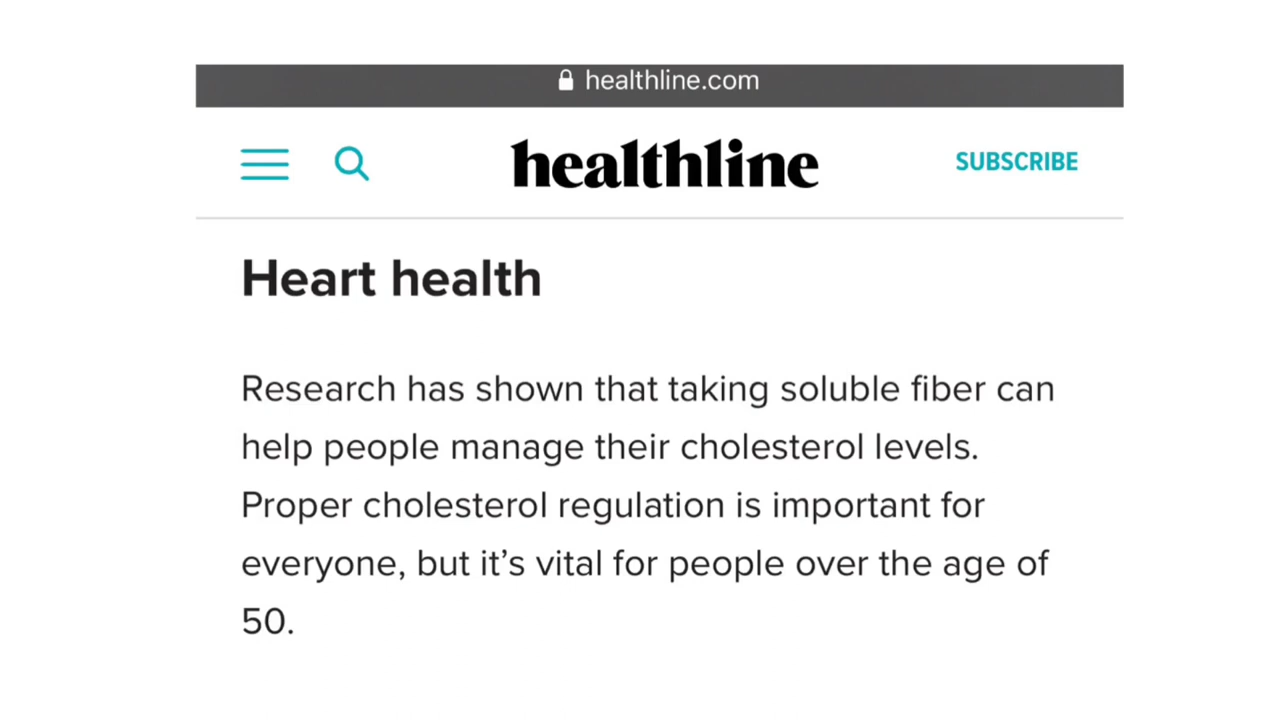 healthline.com
healthline
SUBSCRIBE
Heart health
Research has shown that taking soluble fiber can
help people manage their cholesterol levels.
Proper cholesterol regulation is important for
everyone, but it’s vital for people over the age of
50.